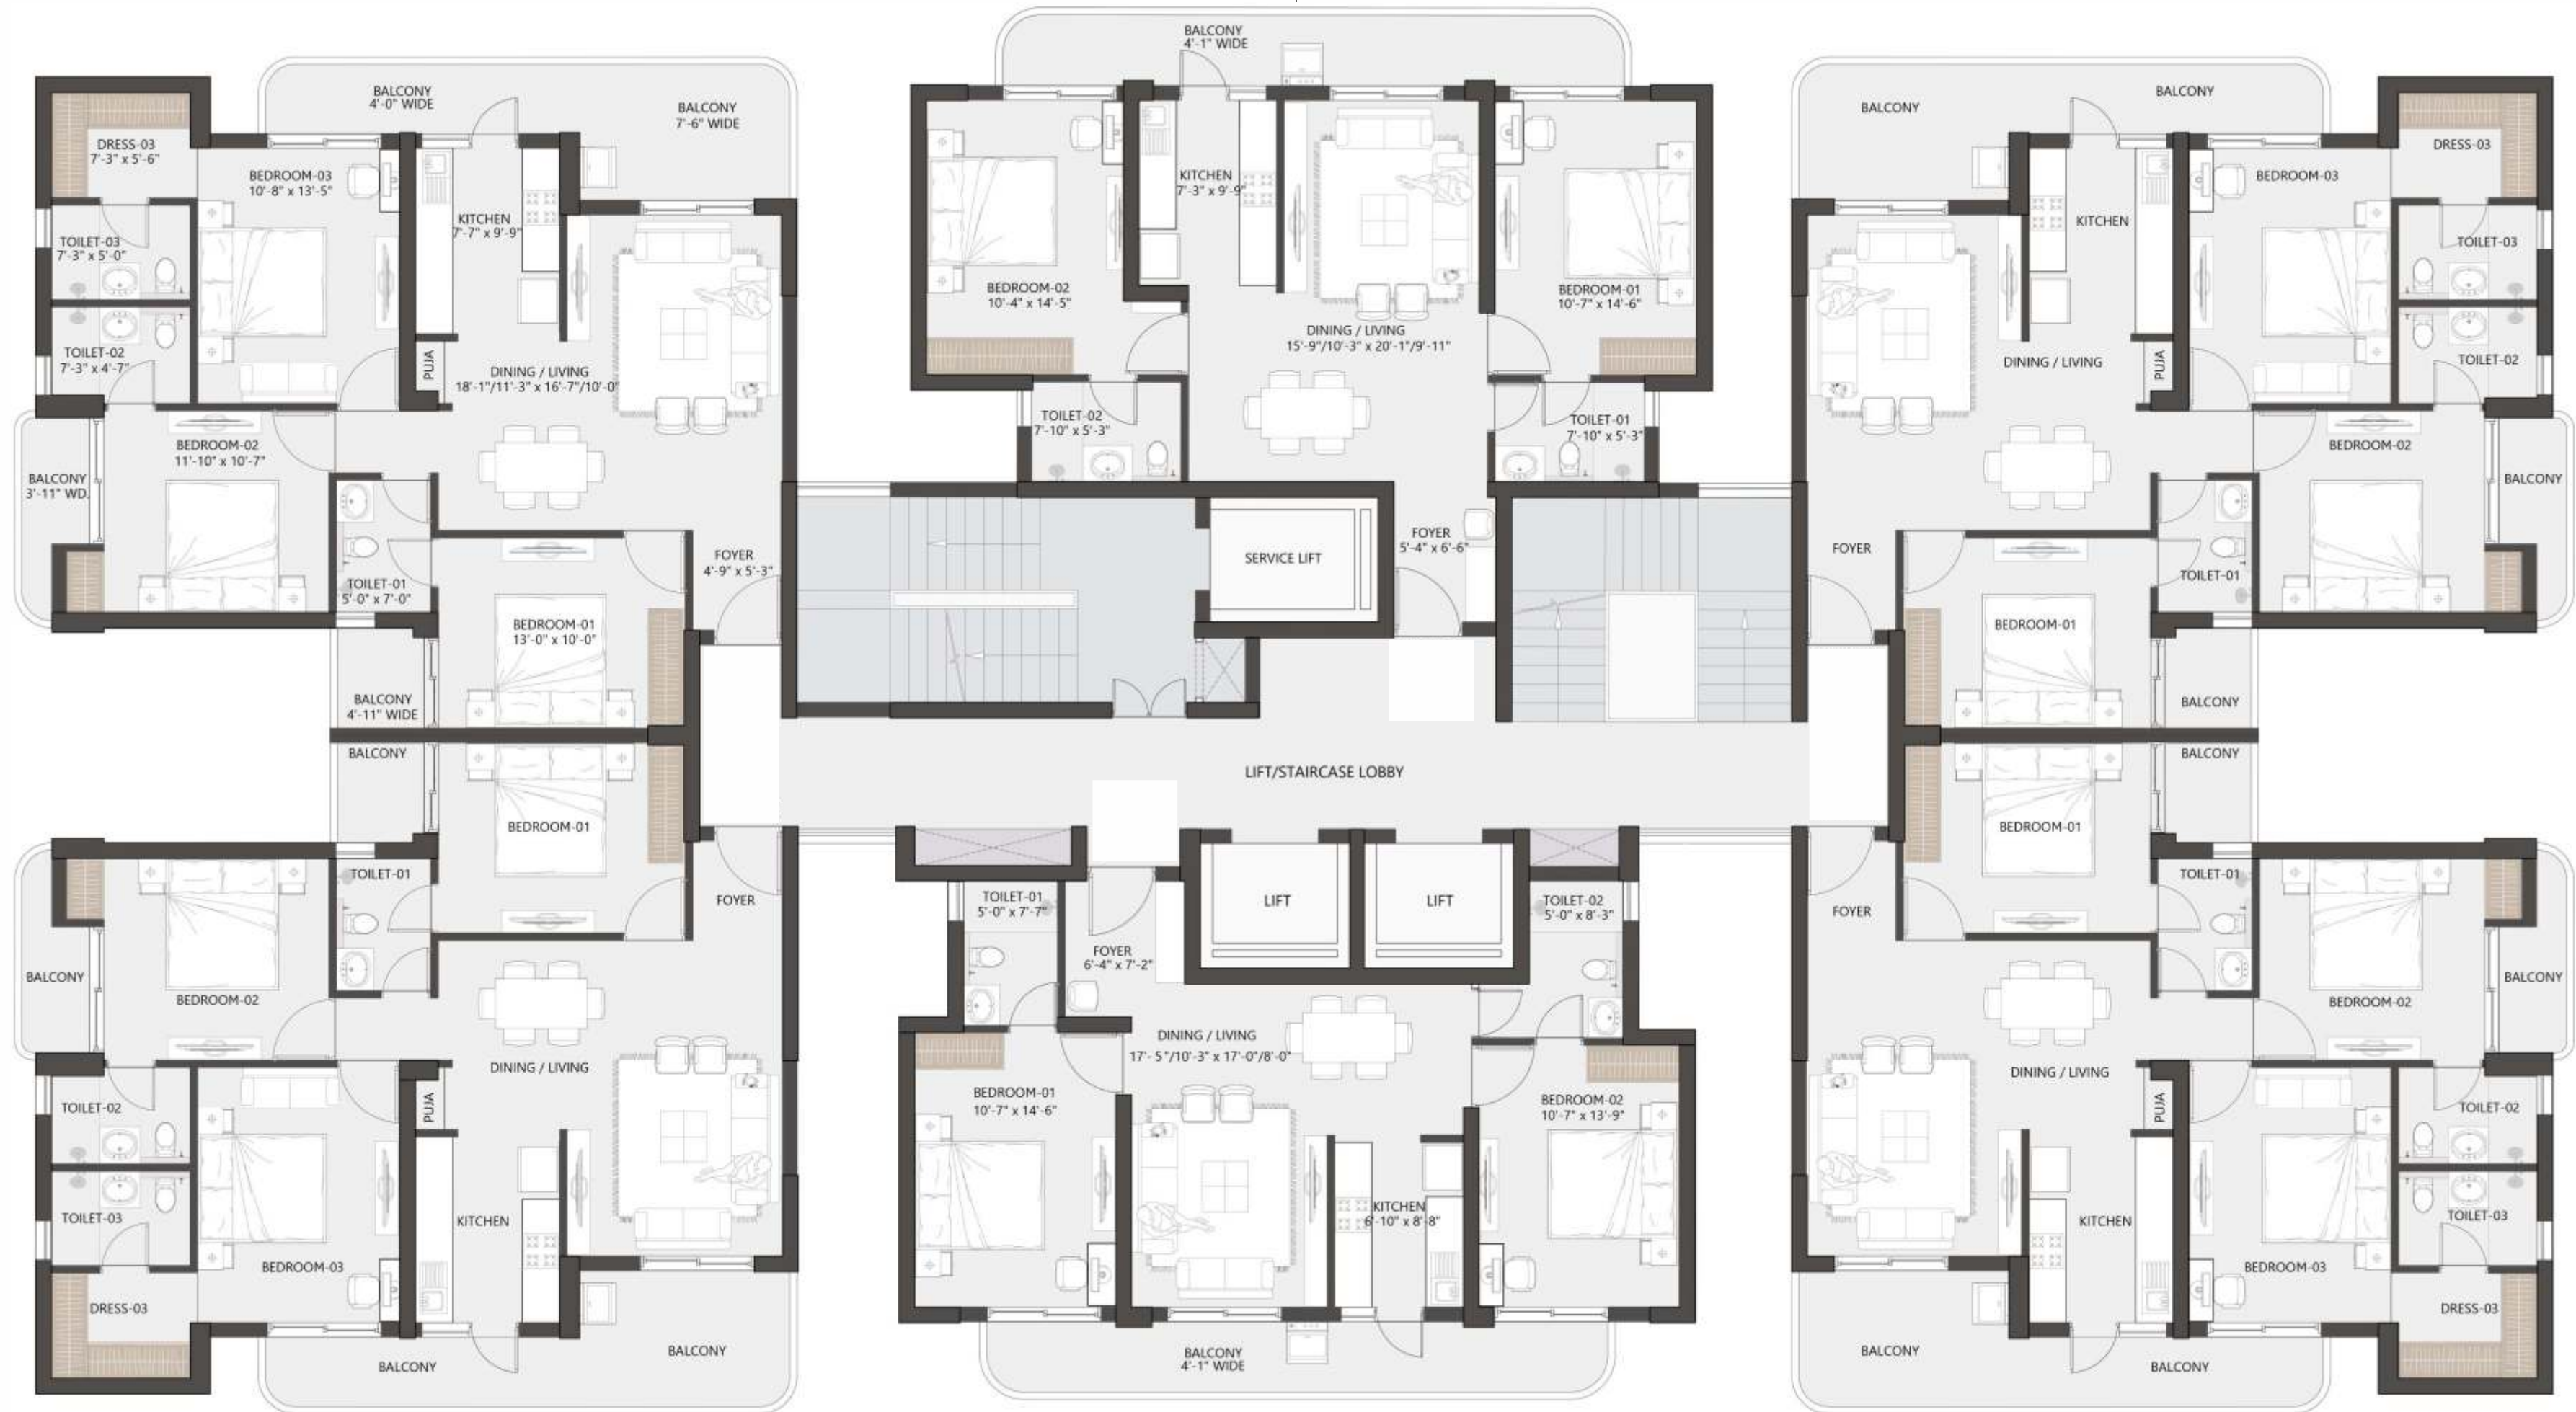 BALCONY
4'-0" WIDE
BALCONY
7'-6" WIDE
DRESS-03
7'-3" x 5'-6"
BEDROOM-03
10'-8" x 13'-5"
KITCHEN
7'-7" x 9'-9"
TOILET-03
7'-3" x 5'-0"
TOILET-02
7'-3" x 4'-7"
PUJA
DINING / LIVING
18'-1"/11'-3" x 16'-7"/10'-0"
BEDROOM-02
11'-10" x 10'-7"
BALCONY
3'-11" WD.
TOILET-01
5'-0" x 7'-0"
FOYER
4'-9" x 5'-3"
BEDROOM-01
13'-0" x 10'-0"
BALCONY
4'-11" WIDE
BALCONY
4'-1" WIDE
BEDROOM-02
10'-4" x 14'-5"
KITCHEN
7'-3" x 9'-9"
BEDROOM-01
10'-7" x 14'-6"
DINING / LIVING
15'-9"/10'-3" x 20'-1"/9'-11"
TOILET-02
7'-10" x 5'-3"
TOILET-01
7'-10" x 5'-3"
FOYER
5'-4" x 6'-6"
SERVICE LIFT
BALCONY
BALCONY
DRESS-03
BEDROOM-03
KITCHEN
TOILET-03
TOILET-02
DINING / LIVING
PUJA
BEDROOM-02
BALCONY
FOYER
TOILET-01
BEDROOM-01
BALCONY
LIFT/STAIRCASE LOBBY
BALCONY
BEDROOM-01
TOILET-01
FOYER
BALCONY
BEDROOM-02
DINING / LIVING
TOILET-02
PUJA
TOILET-03
KITCHEN
BEDROOM-03
DRESS-03
BALCONY
BALCONY
TOILET-01
5'-0" x 7'-7"
LIFT
LIFT
TOILET-02
5'-0" x 8'-3"
FOYER
6'-4" x 7'-2"
DINING / LIVING
17'- 5"/10'-3" x 17'-0"/8'-0"
BEDROOM-01
10'-7" x 14'-6"
BEDROOM-02
10'-7" x 13'-9"
KITCHEN
6'-10" x 8'-8"
BALCONY
4'-1" WIDE
BALCONY
BEDROOM-01
TOILET-01
FOYER
BEDROOM-02
BALCONY
DINING / LIVING
PUJA
TOILET-02
TOILET-03
KITCHEN
BEDROOM-03
DRESS-03
BALCONY
BALCONY